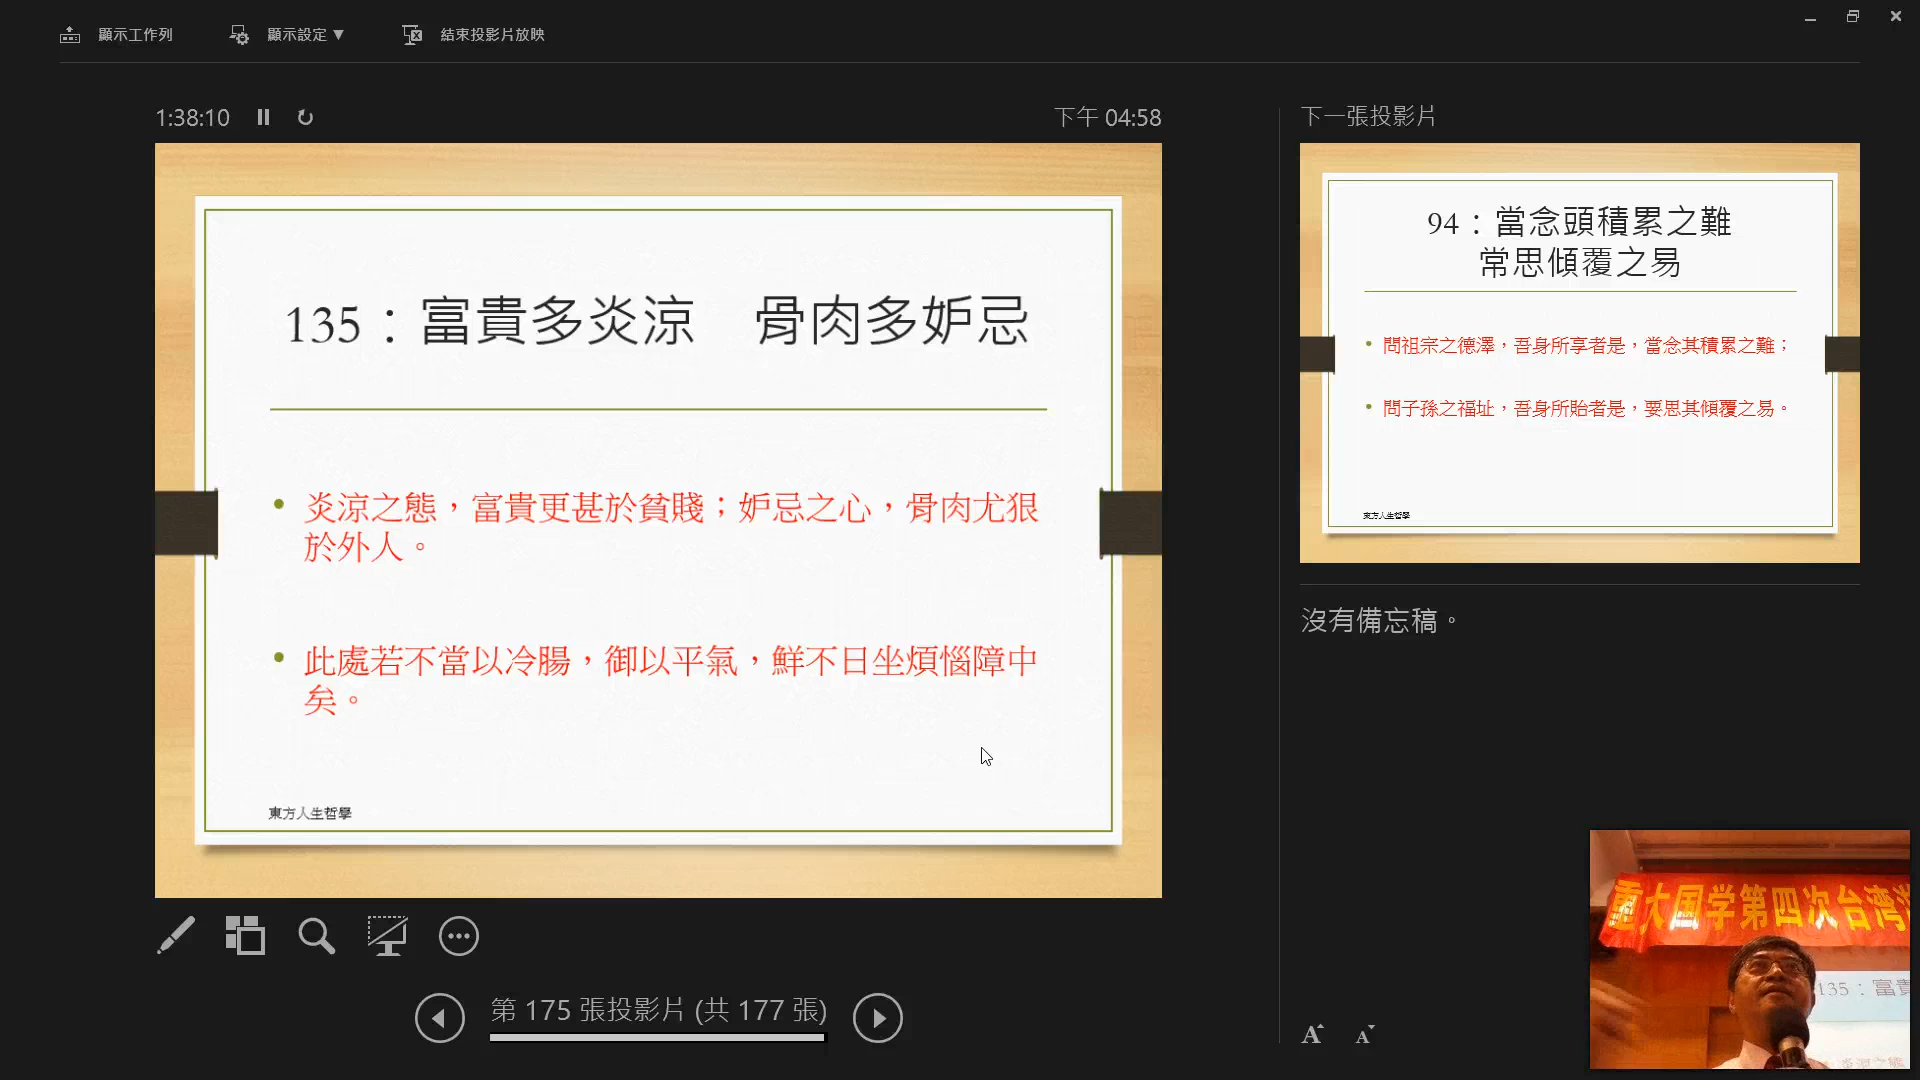 顯示工作列
顯示設定 ▼
結束投影片放映
1:38:10
下午 04:58
135：富貴多炎涼　骨肉多妒忌
• 炎涼之態，富貴更甚於貧賤；妒忌之心，骨肉尤狠
於外人。
• 此處若不當以冷腸，御以平氣，鮮不日坐煩惱障中
矣。
東方人生哲學
第 175 張投影片 (共 177 張)
下一張投影片
94：當念頭積累之難
常思傾覆之易
• 問祖宗之德澤，吾身所享者是，當念其積累之難；
• 問子孫之福址，吾身所貽者是，要思其傾覆之易。
東方人生哲學
沒有備忘稿。
A A
重大国学第四次台湾
135：富